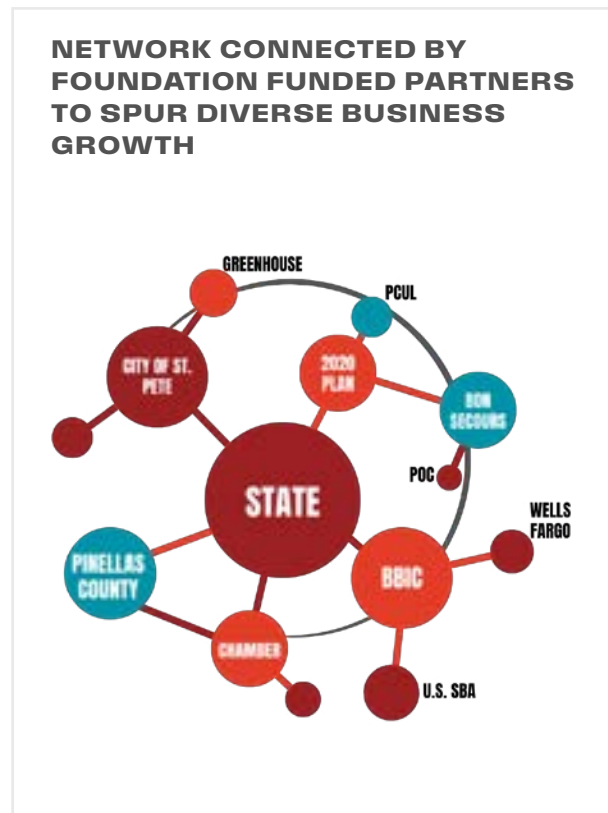 NETWORK CONNECTED BY
FOUNDATION FUNDED PARTNERS
TO SPUR DIVERSE BUSINESS
GROWTH
GREENHOUSE
PCUL
CITY OF ST.
PETE
2020
PLAN
BON
SECOURS
POC
STATE
WELLS
FARGO
PINELLAS
COUNTY
BBIC
CHAMBER
U.S. SBA